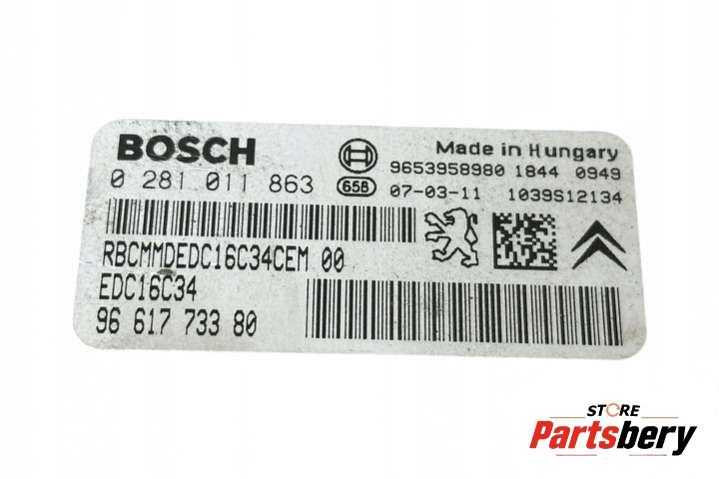 BOSCH
Made in Hungary
9653958980 1844 0949
0 281 011 863
658 07-03-11 1039S12134
RBCMMDEDC16C34CEM 00
EDC16C34
96 617 733 80
STORE
Partsbery